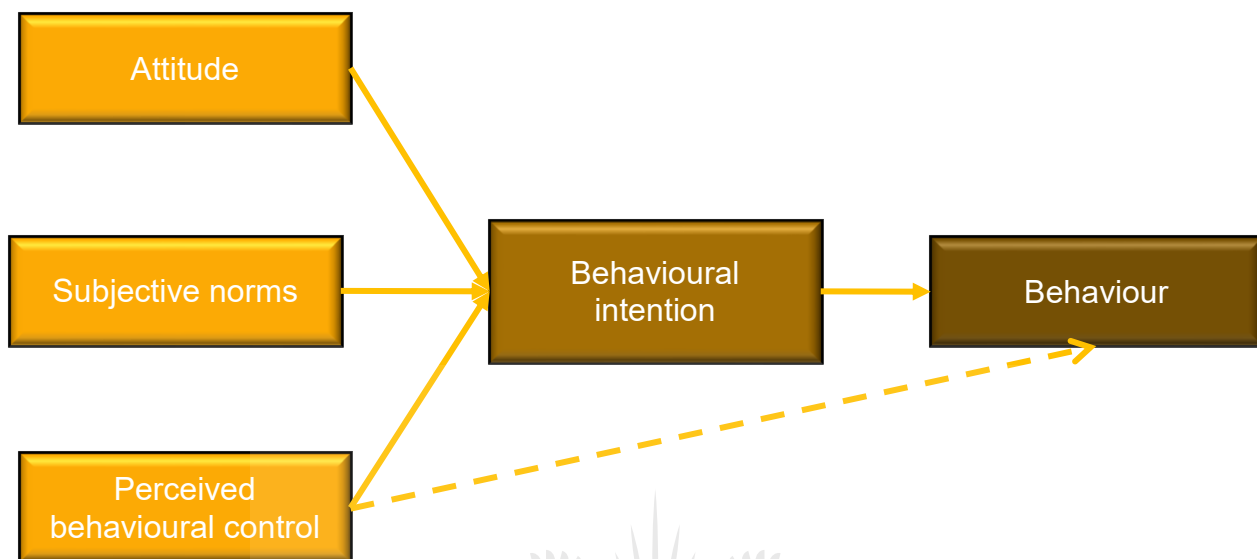 Attitude
Subjective norms
Behavioural
intention
Behaviour
Perceived
behavioural control